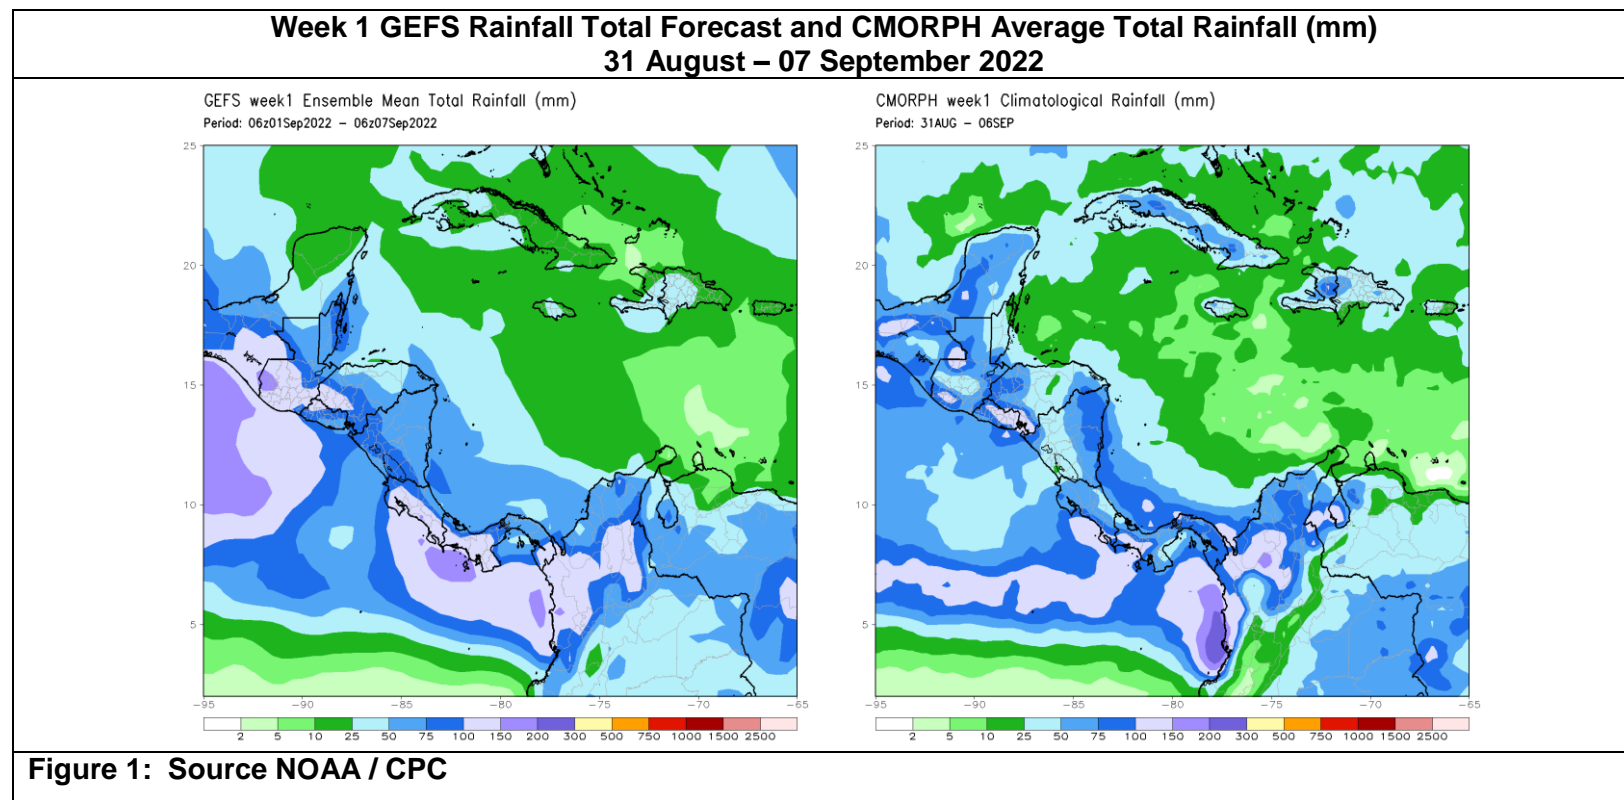 Week 1 GEFS Rainfall Total Forecast and CMORPH Average Total Rainfall (mm)
31 August – 07 September 2022
GEFS week1 Ensemble Mean Total Rainfall (mm)
Period: 06z01Sep2022 – 06z07Sep2022
25
20
15
10
5
−95 −90 −85 −80 −75 −70 −65
2 5 10 25 50 75 100 150 200 300 500 750 1000 1500 2500
CMORPH week1 Climatological Rainfall (mm)
Period: 31AUG – 06SEP
25
20
15
10
5
−95 −90 −85 −80 −75 −70 −65
2 5 10 25 50 75 100 150 200 300 500 750 1000 1500 2500
Figure 1: Source NOAA / CPC